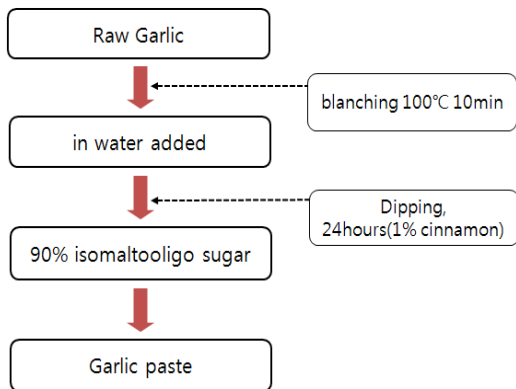 Raw Garlic
blanching 100℃ 10min
in water added
Dipping,
24hours(1% cinnamon)
90% isomaltooligo sugar
Garlic paste